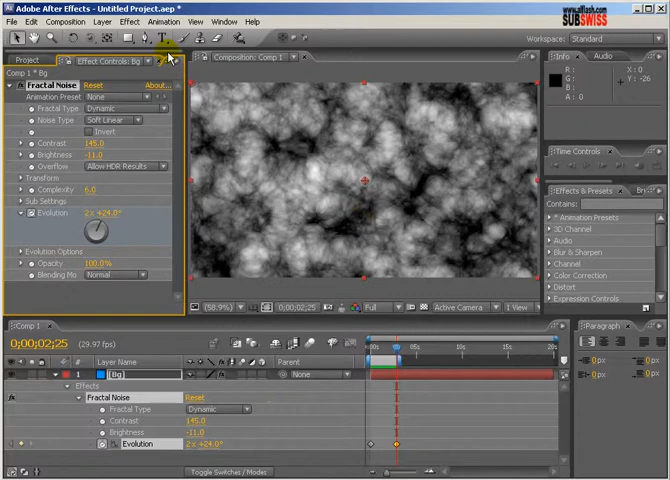 Adobe After Effects - Untitled Project.aep *
www.afflash.com
SUBSWISS
File Edit Composition Layer Effect Animation View Window Help
Workspace: Standard
Project Effect Controls: Bg
Composition: Comp 1
Info Audio
Comp 1 * Bg
Fractal Noise Reset About...
Animation Preset None
Fractal Type Dynamic
Noise Type Soft Linear
Invert
Contrast 145.0
Brightness -11.0
Overflow Allow HDR Results
Transform
Complexity 6.0
Sub Settings
Evolution 2x +24.0°
Evolution Options
Opacity 100.0%
Blending Mo Normal
R :
G :
B :
A : 0
X : 0
Y : -26
Time Controls
Effects & Presets Br
Contains:
* Animation Presets
3D Channel
Audio
Blur & Sharpen
Channel
Color Correction
Distort
Expression Controls
(58.9%) 0;00;02;25 Full Active Camera 1 View
Comp 1
Paragraph
0;00;02;25 (29.97 fps)
# Layer Name Parent
00s 05s 10s 15s 20s
1 [Bg] None
Effects
Fractal Noise Reset
Fractal Type Dynamic
Contrast 145.0
Brightness -11.0
Evolution 2x +24.0°
Toggle Switches / Modes
0 px 0 px
0 px 0 px
0 px